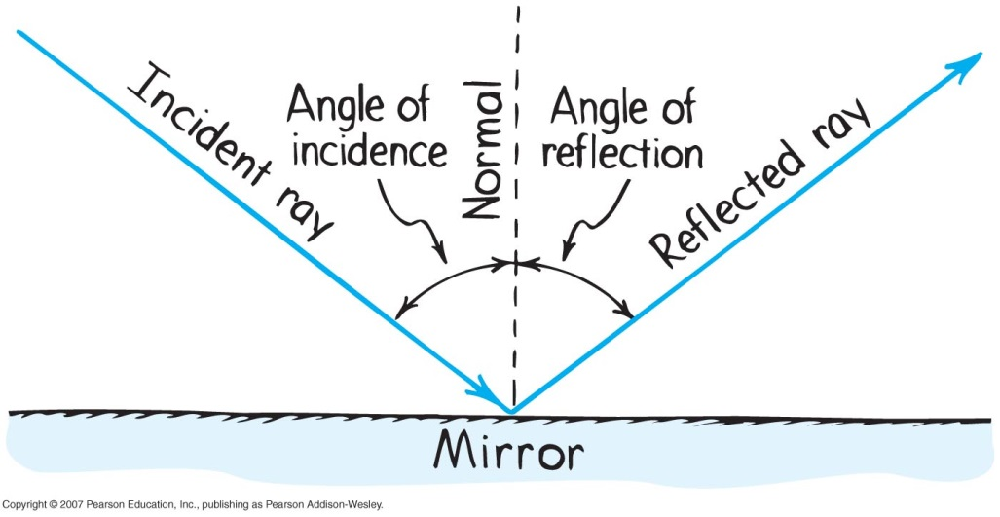 Incident ray
Angle of
incidence
Normal
Angle of
reflection
Reflected ray
Mirror
Copyright © 2007 Pearson Education, Inc., publishing as Pearson Addison-Wesley.